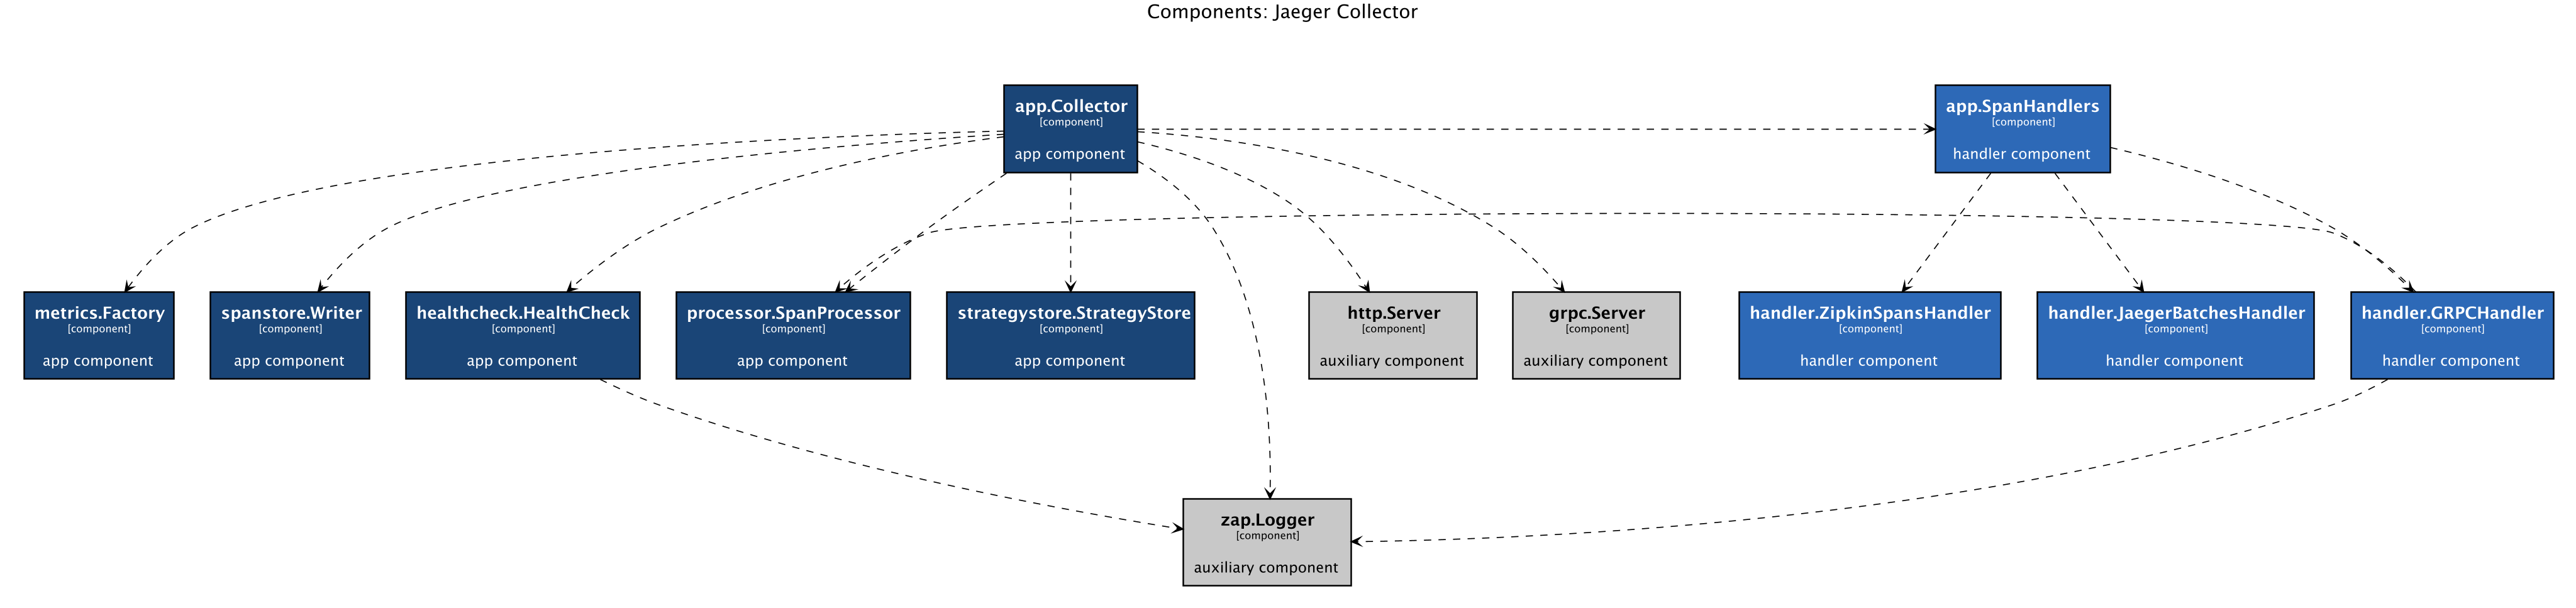 Components: Jaeger Collector
app.Collector
[component]
app component
app.SpanHandlers
[component]
handler component
metrics.Factory
[component]
app component
spanstore.Writer
[component]
app component
healthcheck.HealthCheck
[component]
app component
processor.SpanProcessor
[component]
app component
strategystore.StrategyStore
[component]
app component
http.Server
[component]
auxiliary component
grpc.Server
[component]
auxiliary component
handler.ZipkinSpansHandler
[component]
handler component
handler.JaegerBatchesHandler
[component]
handler component
handler.GRPCHandler
[component]
handler component
zap.Logger
[component]
auxiliary component